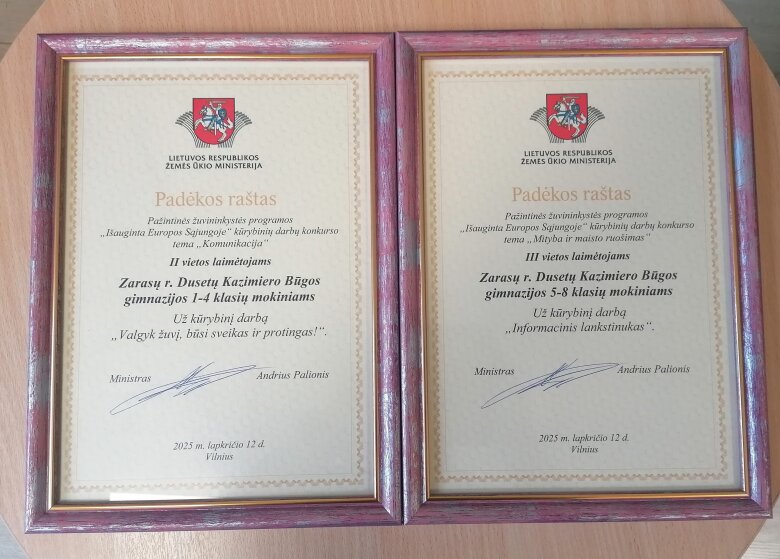 LIETUVOS RESPUBLIKOS
ŽEMĖS ŪKIO MINISTERIJA
Padėkos raštas
Pažintinės žuvininkystės programos
„Išauginta Europos Sąjungoje“ kūrybinių darbų konkurso
tema „Komunikacija“
II vietos laimėtojams
Zarasų r. Dusetų Kazimiero Būgos
gimnazijos 1-4 klasių mokiniams
Už kūrybinį darbą
„Valgyk žuvį, būsi sveikas ir protingas!“.
Ministras Andrius Palionis
2025 m. lapkričio 12 d.
Vilnius
LIETUVOS RESPUBLIKOS
ŽEMĖS ŪKIO MINISTERIJA
Padėkos raštas
Pažintinės žuvininkystės programos
„Išauginta Europos Sąjungoje“ kūrybinių darbų konkurso
tema „Mityba ir maisto ruošimas“
III vietos laimėtojams
Zarasų r. Dusetų Kazimiero Būgos
gimnazijos 5-8 klasių mokiniams
Už kūrybinį darbą
„Informacinis lankstinukas“.
Ministras Andrius Palionis
2025 m. lapkričio 12 d.
Vilnius